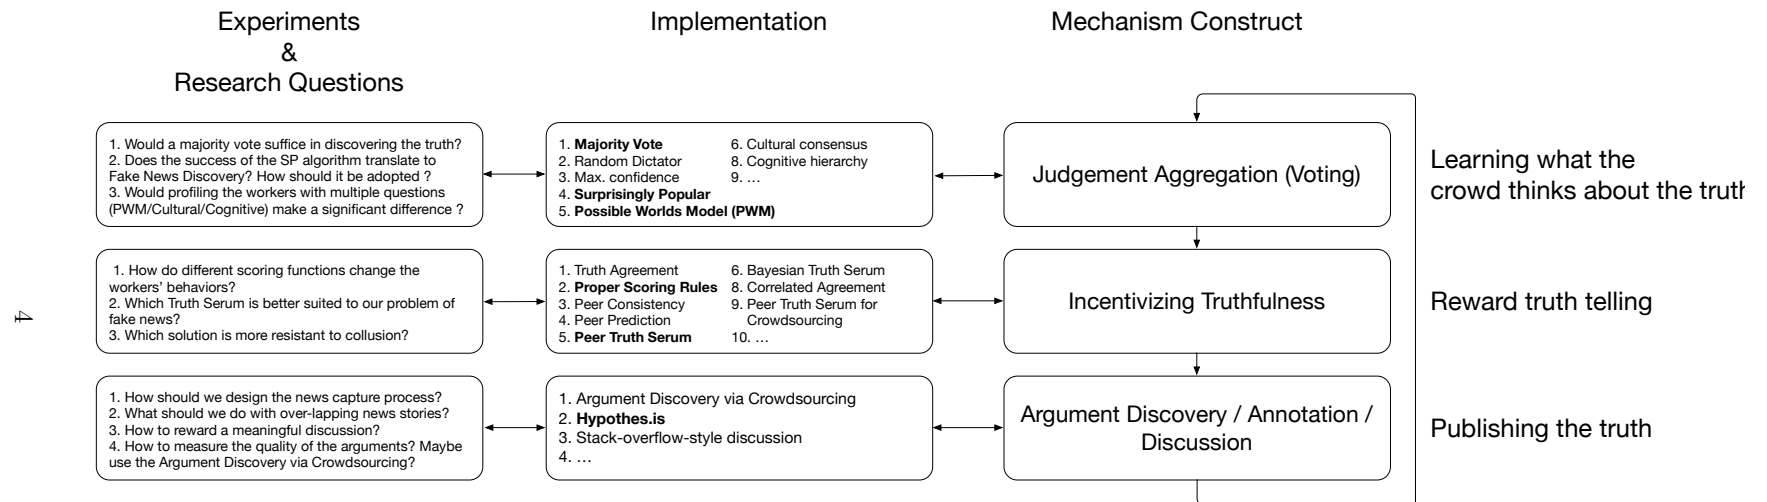 Experiments
&
Research Questions
Implementation
Mechanism Construct
1. Would a majority vote suffice in discovering the truth?
2. Does the success of the SP algorithm translate to
Fake News Discovery? How should it be adopted ?
3. Would profiling the workers with multiple questions
(PWM/Cultural/Cognitive) make a significant difference ?
1. Majority Vote
2. Random Dictator
3. Max. confidence
4. Surprisingly Popular
5. Possible Worlds Model (PWM)
6. Cultural consensus
8. Cognitive hierarchy
9. ...
Judgement Aggregation (Voting)
Learning what the
crowd thinks about the truth
1. How do different scoring functions change the
workers' behaviors?
2. Which Truth Serum is better suited to our problem of
fake news?
3. Which solution is more resistant to collusion?
1. Truth Agreement
2. Proper Scoring Rules
3. Peer Consistency
4. Peer Prediction
5. Peer Truth Serum
6. Bayesian Truth Serum
8. Correlated Agreement
9. Peer Truth Serum for
Crowdsourcing
10. ...
Incentivizing Truthfulness
Reward truth telling
4
1. How should we design the news capture process?
2. What should we do with over-lapping news stories?
3. How to reward a meaningful discussion?
4. How to measure the quality of the arguments? Maybe
use the Argument Discovery via Crowdsourcing?
1. Argument Discovery via Crowdsourcing
2. Hypothes.is
3. Stack-overflow-style discussion
4. ...
Argument Discovery / Annotation /
Discussion
Publishing the truth